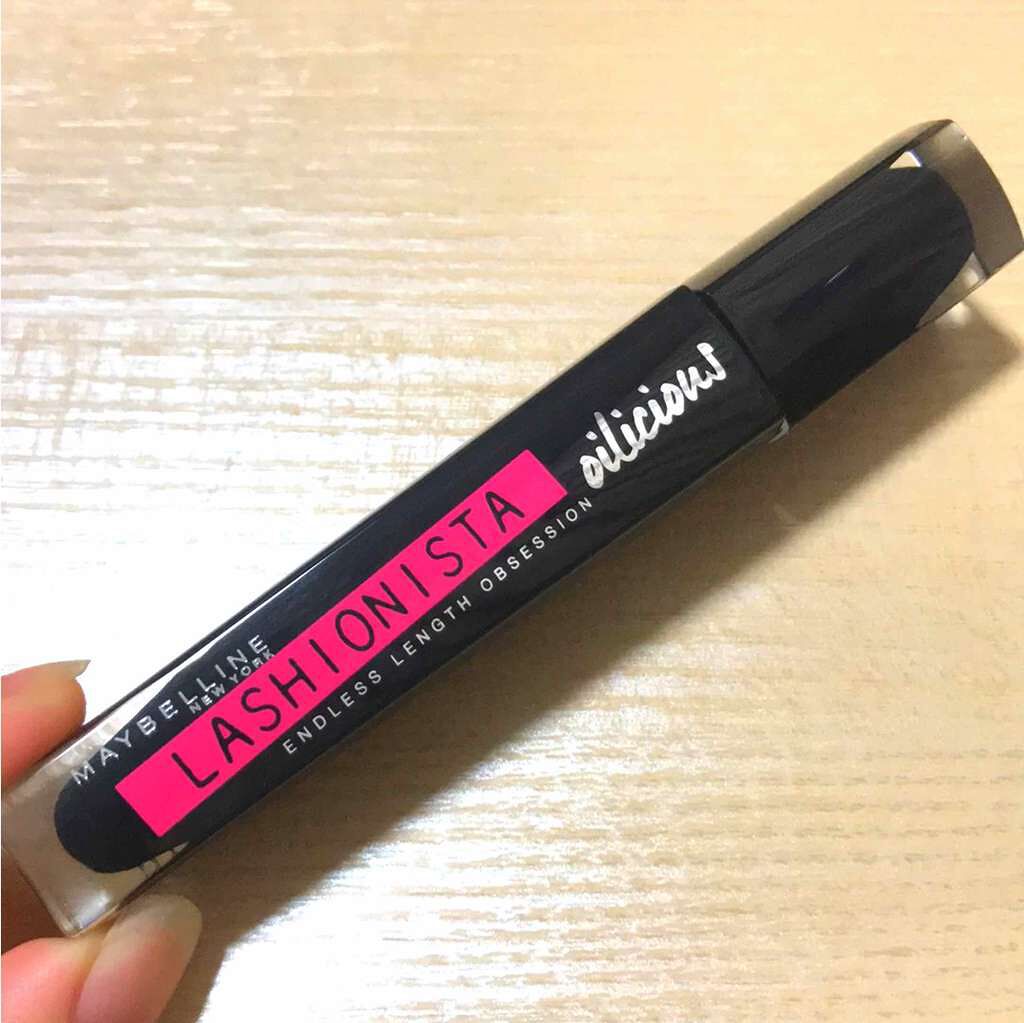 MAYBELLINE
NEW YORK
LASHIONISTA
oilicious
ENDLESS LENGTH OBSESSION